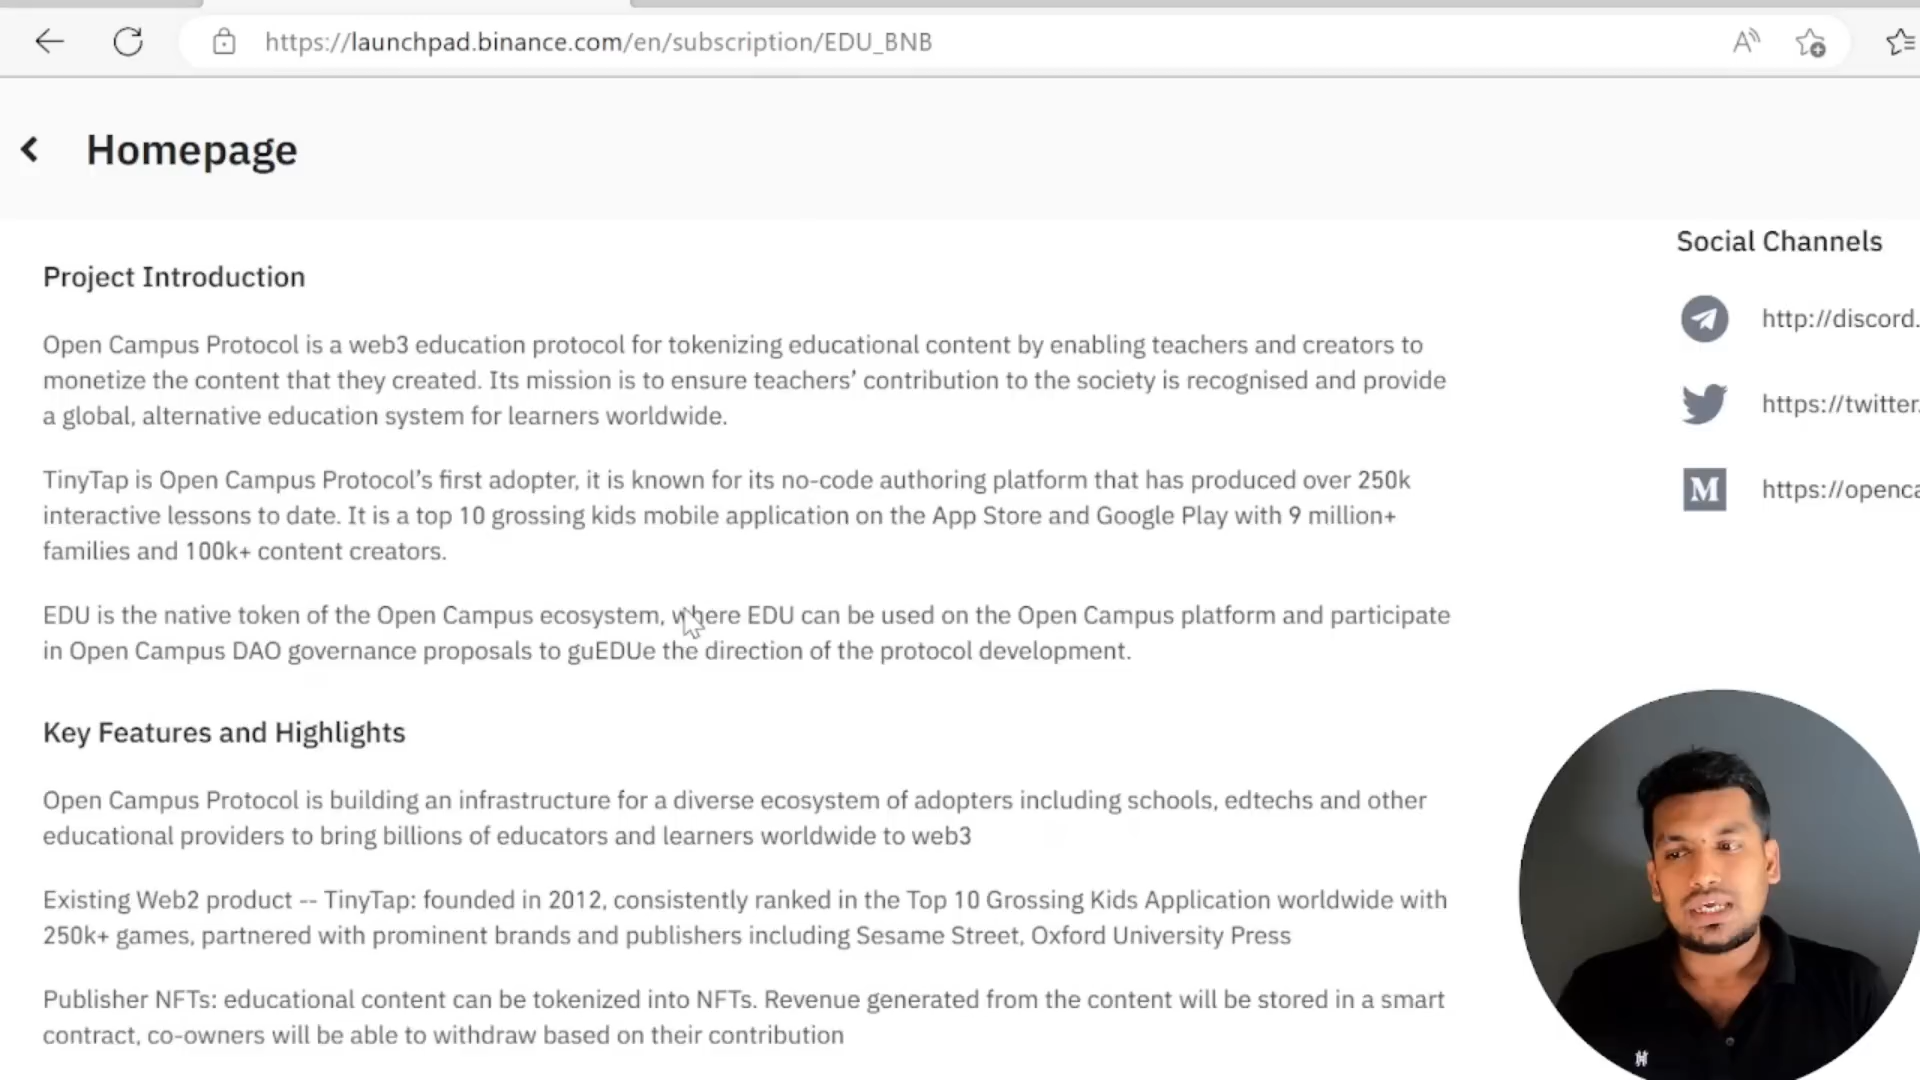 https://launchpad.binance.com/en/subscription/EDU_BNB
Homepage
Project Introduction
Open Campus Protocol is a web3 education protocol for tokenizing educational content by enabling teachers and creators to
monetize the content that they created. Its mission is to ensure teachers’ contribution to the society is recognised and provide
a global, alternative education system for learners worldwide.
TinyTap is Open Campus Protocol’s first adopter, it is known for its no-code authoring platform that has produced over 250k
interactive lessons to date. It is a top 10 grossing kids mobile application on the App Store and Google Play with 9 million+
families and 100k+ content creators.
EDU is the native token of the Open Campus ecosystem, where EDU can be used on the Open Campus platform and participate
in Open Campus DAO governance proposals to guEDUe the direction of the protocol development.
Key Features and Highlights
Open Campus Protocol is building an infrastructure for a diverse ecosystem of adopters including schools, edtechs and other
educational providers to bring billions of educators and learners worldwide to web3
Existing Web2 product -- TinyTap: founded in 2012, consistently ranked in the Top 10 Grossing Kids Application worldwide with
250k+ games, partnered with prominent brands and publishers including Sesame Street, Oxford University Press
Publisher NFTs: educational content can be tokenized into NFTs. Revenue generated from the content will be stored in a smart
contract, co-owners will be able to withdraw based on their contribution
Social Channels
http://discord.
https://twitter.
https://openca